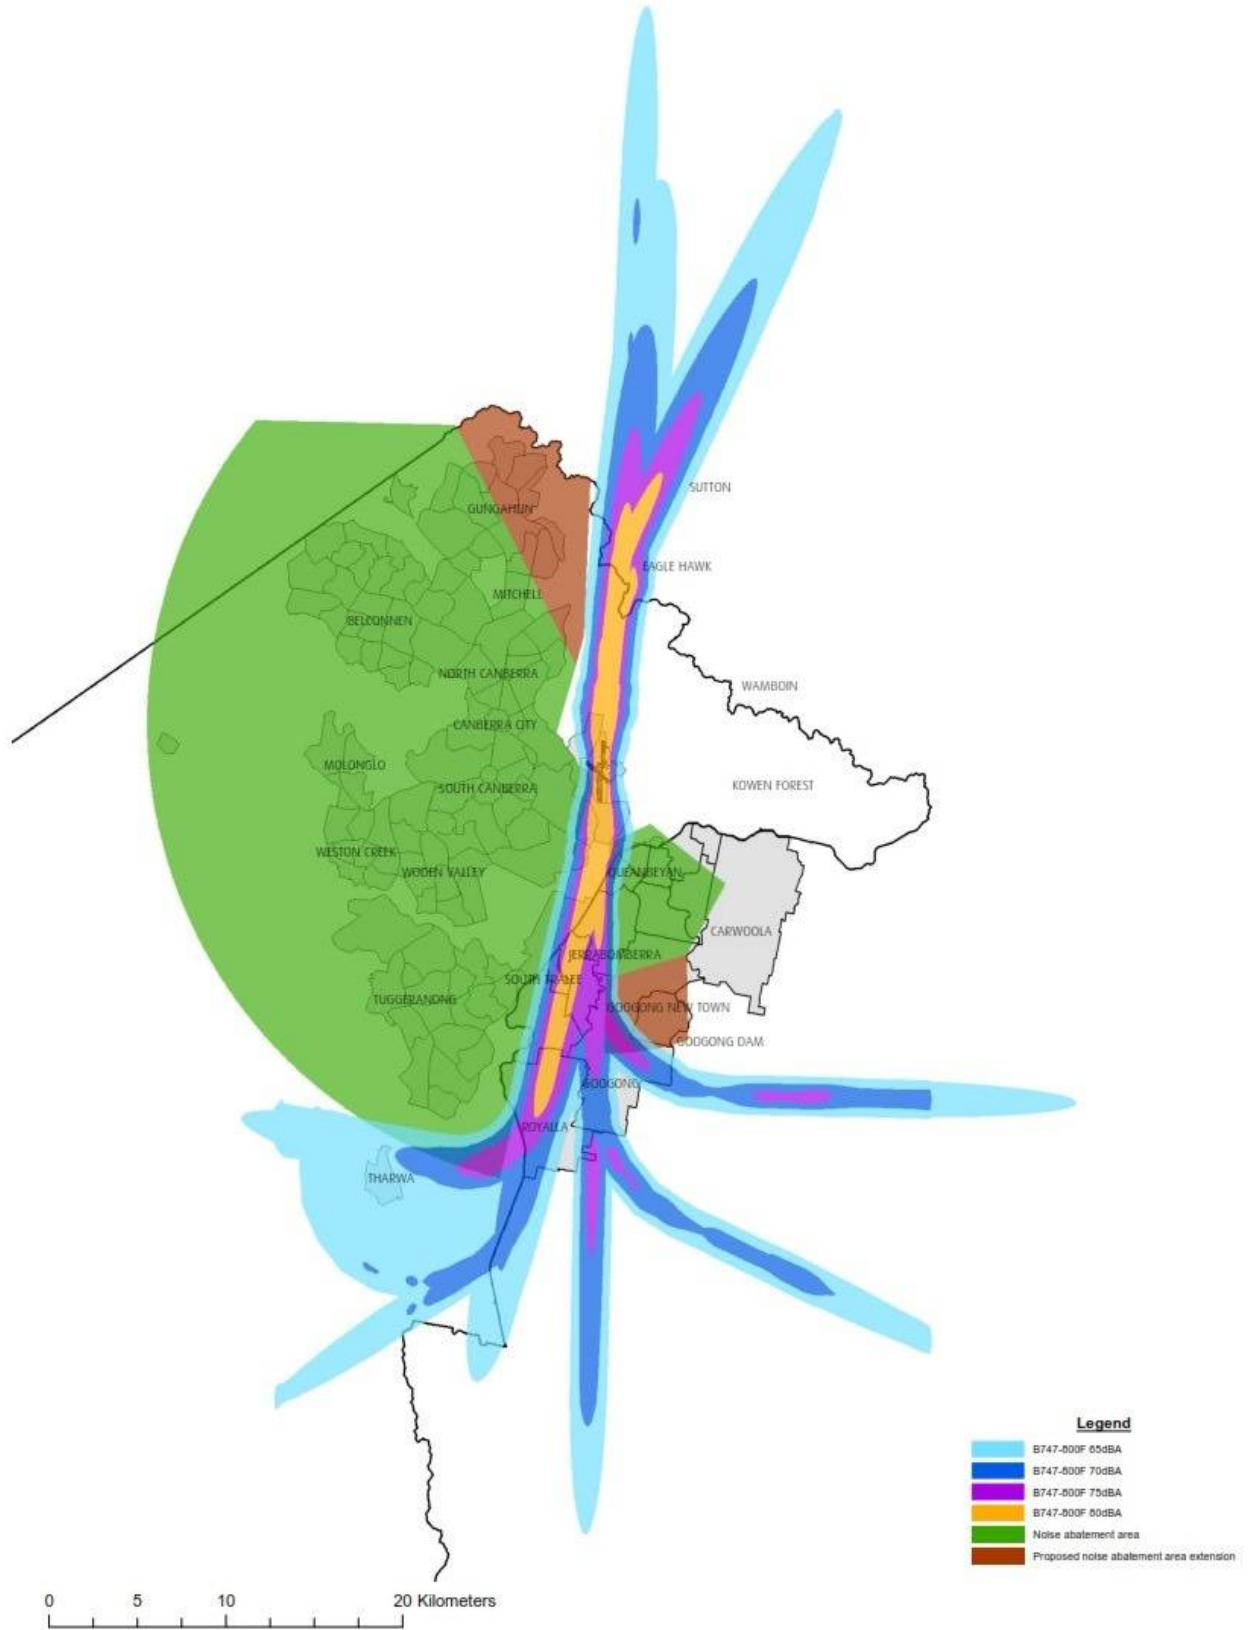 SUTTON
GUNGAHLIN
EAGLE HAWK
MITCHELL
BELCONNEN
NORTH CANBERRA
WAMBOIN
CANBERRA CITY
MOLONGLO
SOUTH CANBERRA
KOWEN FOREST
WESTON CREEK
WODEN VALLEY
QUEANBEYAN
CARWOOLA
JERRABOMBERRA
SOUTH TRALEE
TUGGERANONG
GOOGONG NEW TOWN
GOOGONG DAM
GOOGONG
ROYALLA
THARWA
Legend
B747-800F 65dBA
B747-800F 70dBA
B747-800F 75dBA
B747-800F 80dBA
Noise abatement area
Proposed noise abatement area extension
0 5 10 20 Kilometers